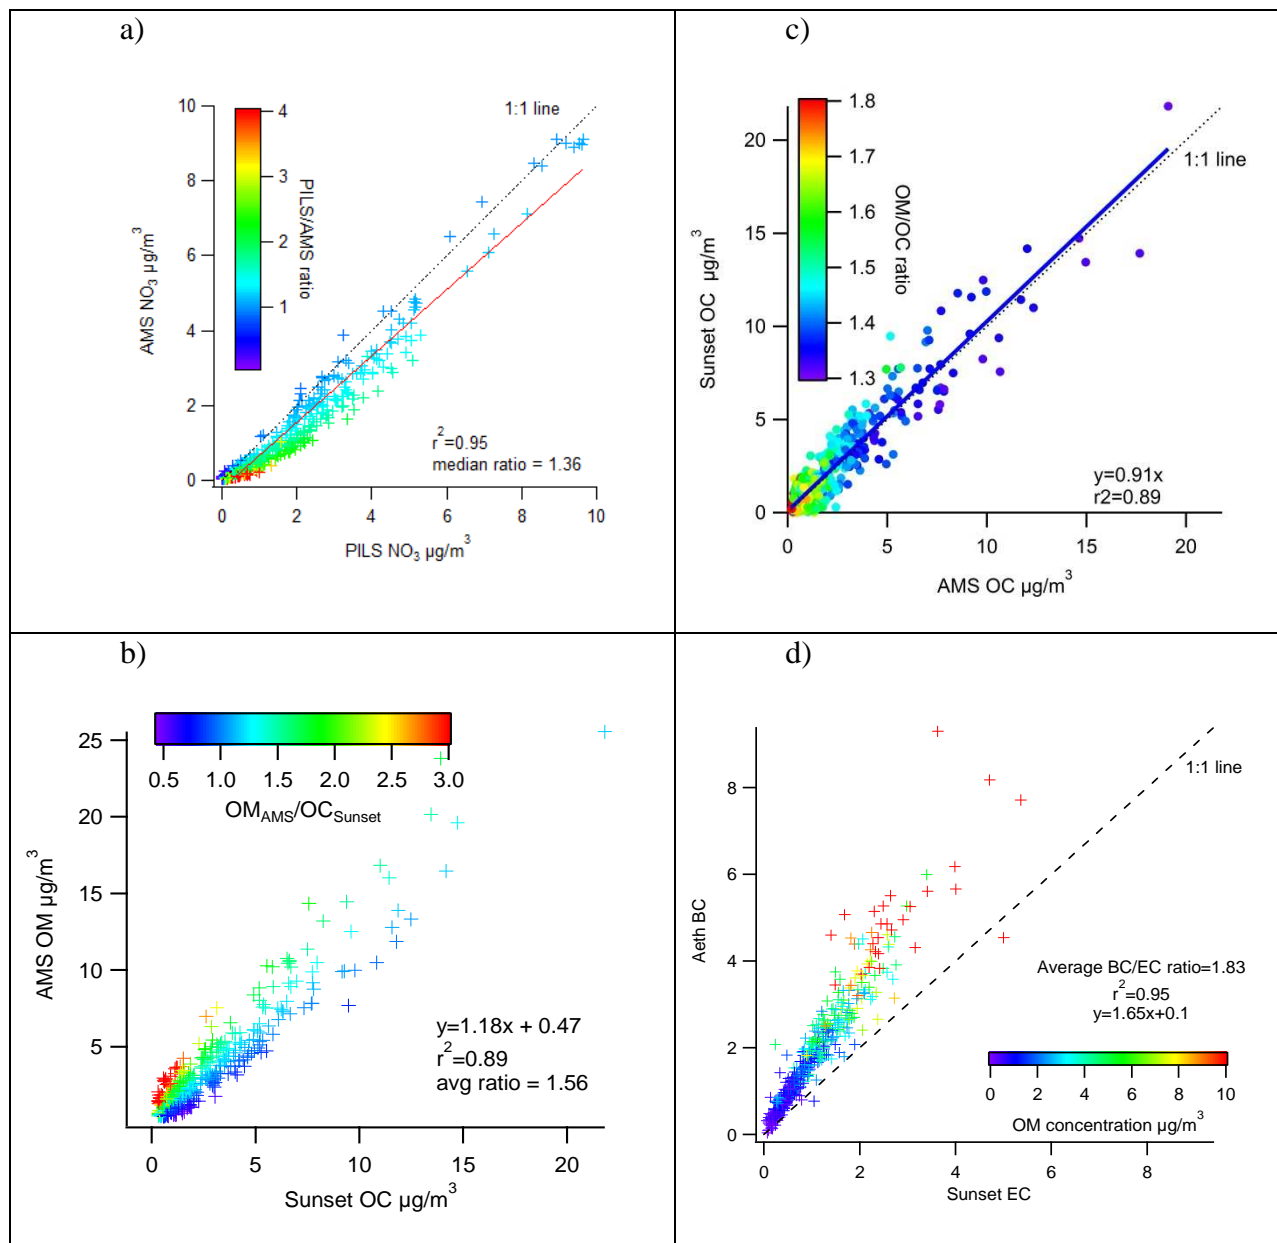 a)
10
8
6
4
2
0
AMS NO3 µg/m3
4
3
2
1
PILS/AMS ratio
1:1 line
r2=0.95
median ratio = 1.36
0 2 4 6 8 10
PILS NO3 µg/m3
c)
20
15
10
5
0
Sunset OC µg/m3
1.8
1.7
1.6
1.5
1.4
1.3
OM/OC ratio
1:1 line
y=0.91x
r2=0.89
0 5 10 15 20
AMS OC µg/m3
b)
25
20
15
10
5
AMS OM µg/m3
0.5 1.0 1.5 2.0 2.5 3.0
OMAMS/OCSunset
y=1.18x + 0.47
r2=0.89
avg ratio = 1.56
0 5 10 15 20
Sunset OC µg/m3
d)
8
6
4
2
0
Aeth BC
1:1 line
Average BC/EC ratio=1.83
r2=0.95
y=1.65x+0.1
0 2 4 6 8 10
OM concentration µg/m3
0 2 4 6 8
Sunset EC